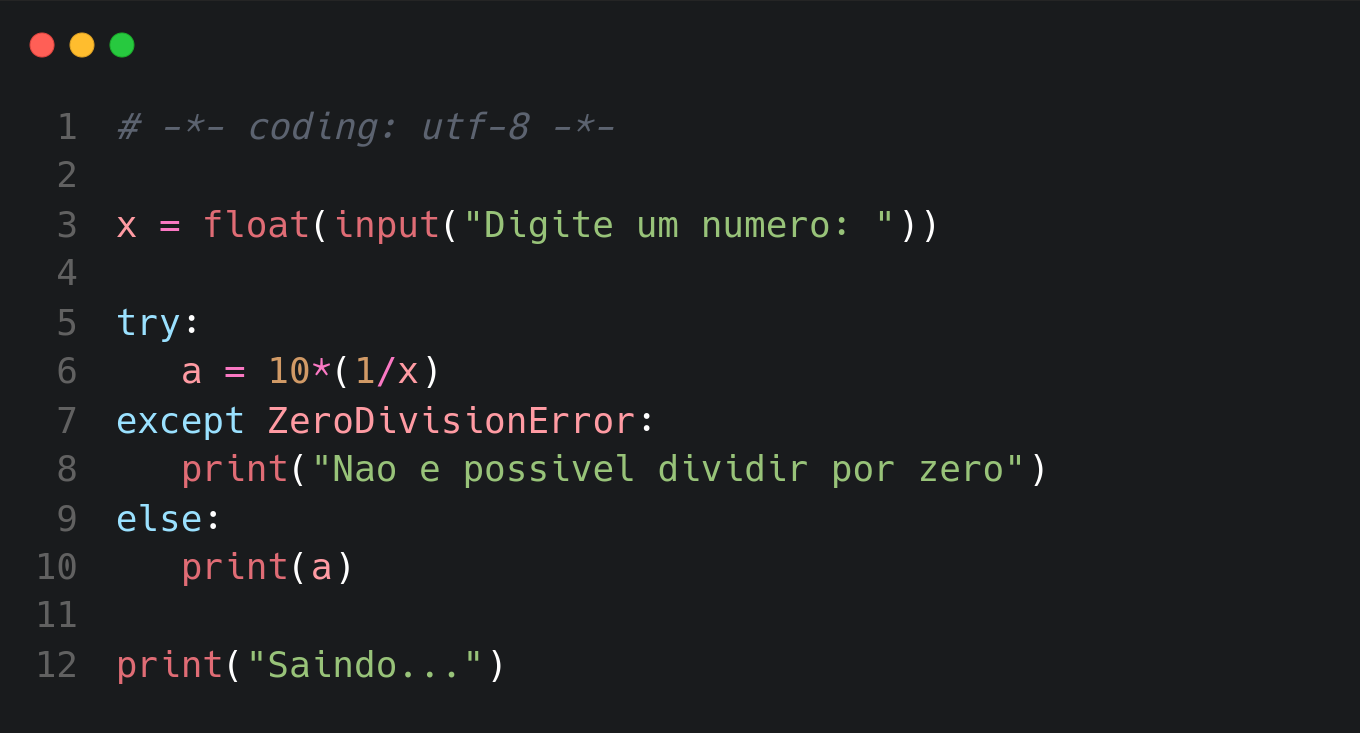 1 # -*- coding: utf-8 -*-
2
3 x = float(input("Digite um numero: "))
4
5 try:
6    a = 10*(1/x)
7 except ZeroDivisionError:
8    print("Nao e possivel dividir por zero")
9 else:
10    print(a)
11
12 print("Saindo...")